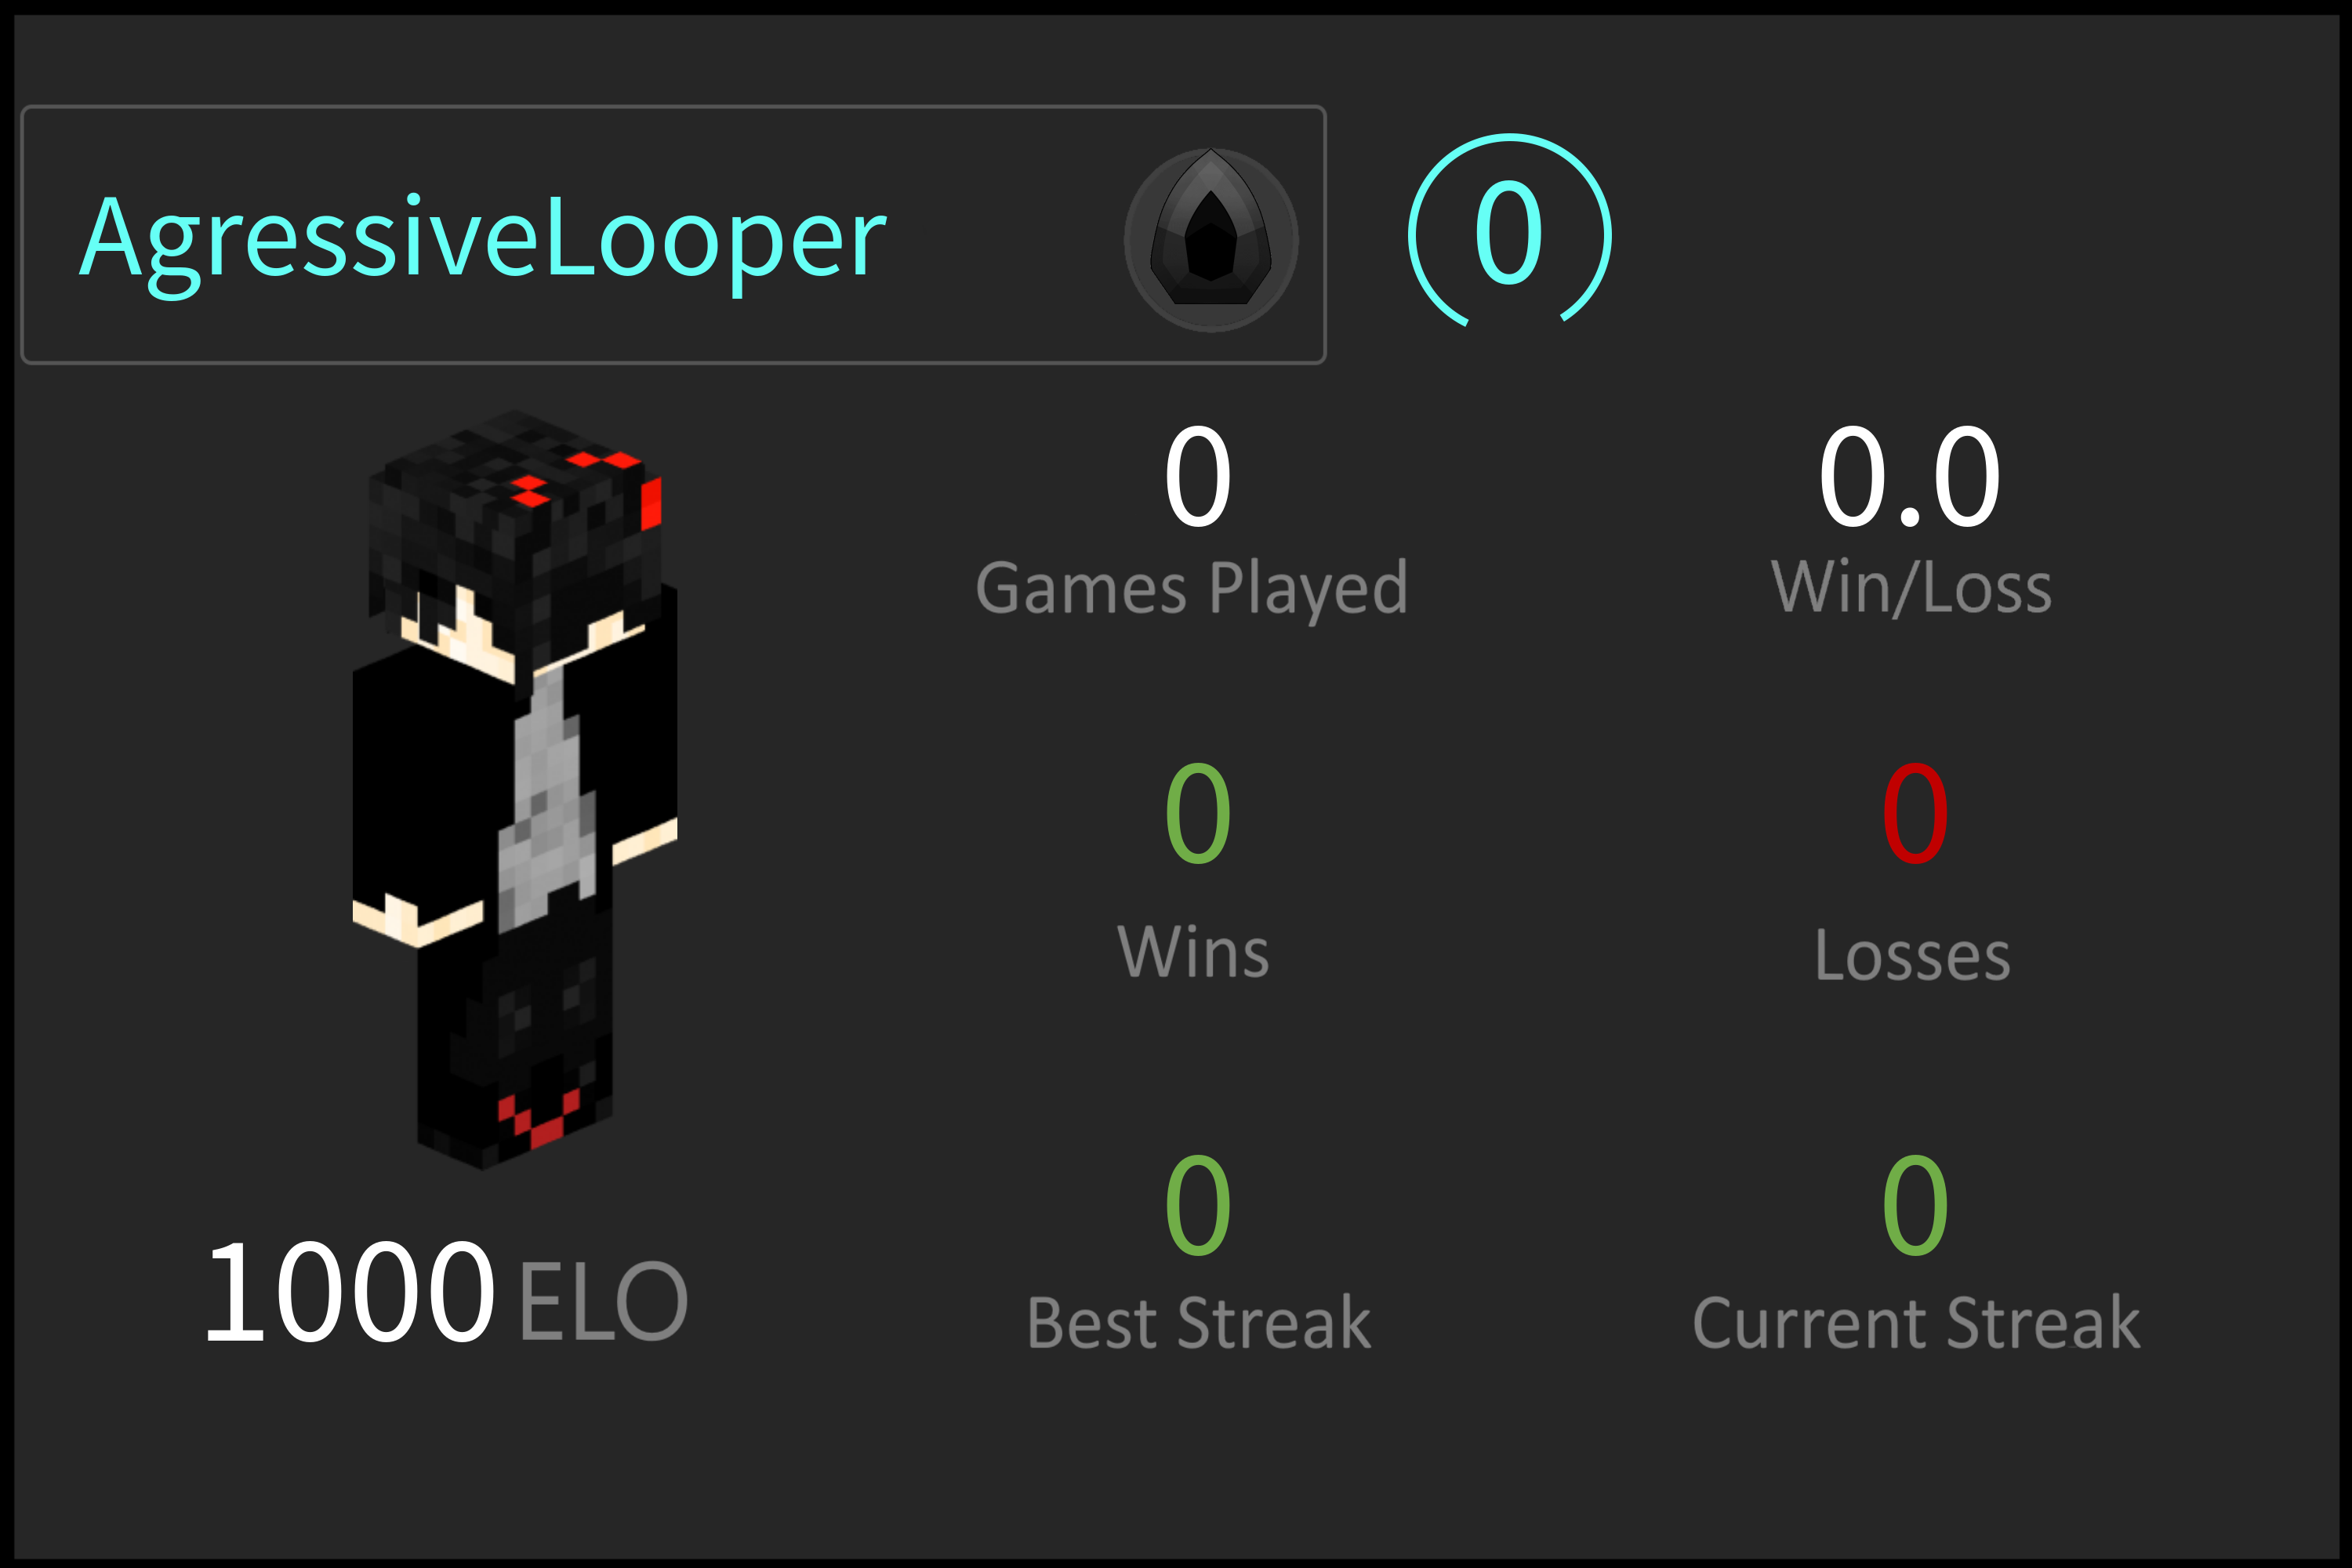 AgressiveLooper
0
0
0.0
Games Played
Win/Loss
0
0
Wins
Losses
0
0
1000 ELO
Best Streak
Current Streak